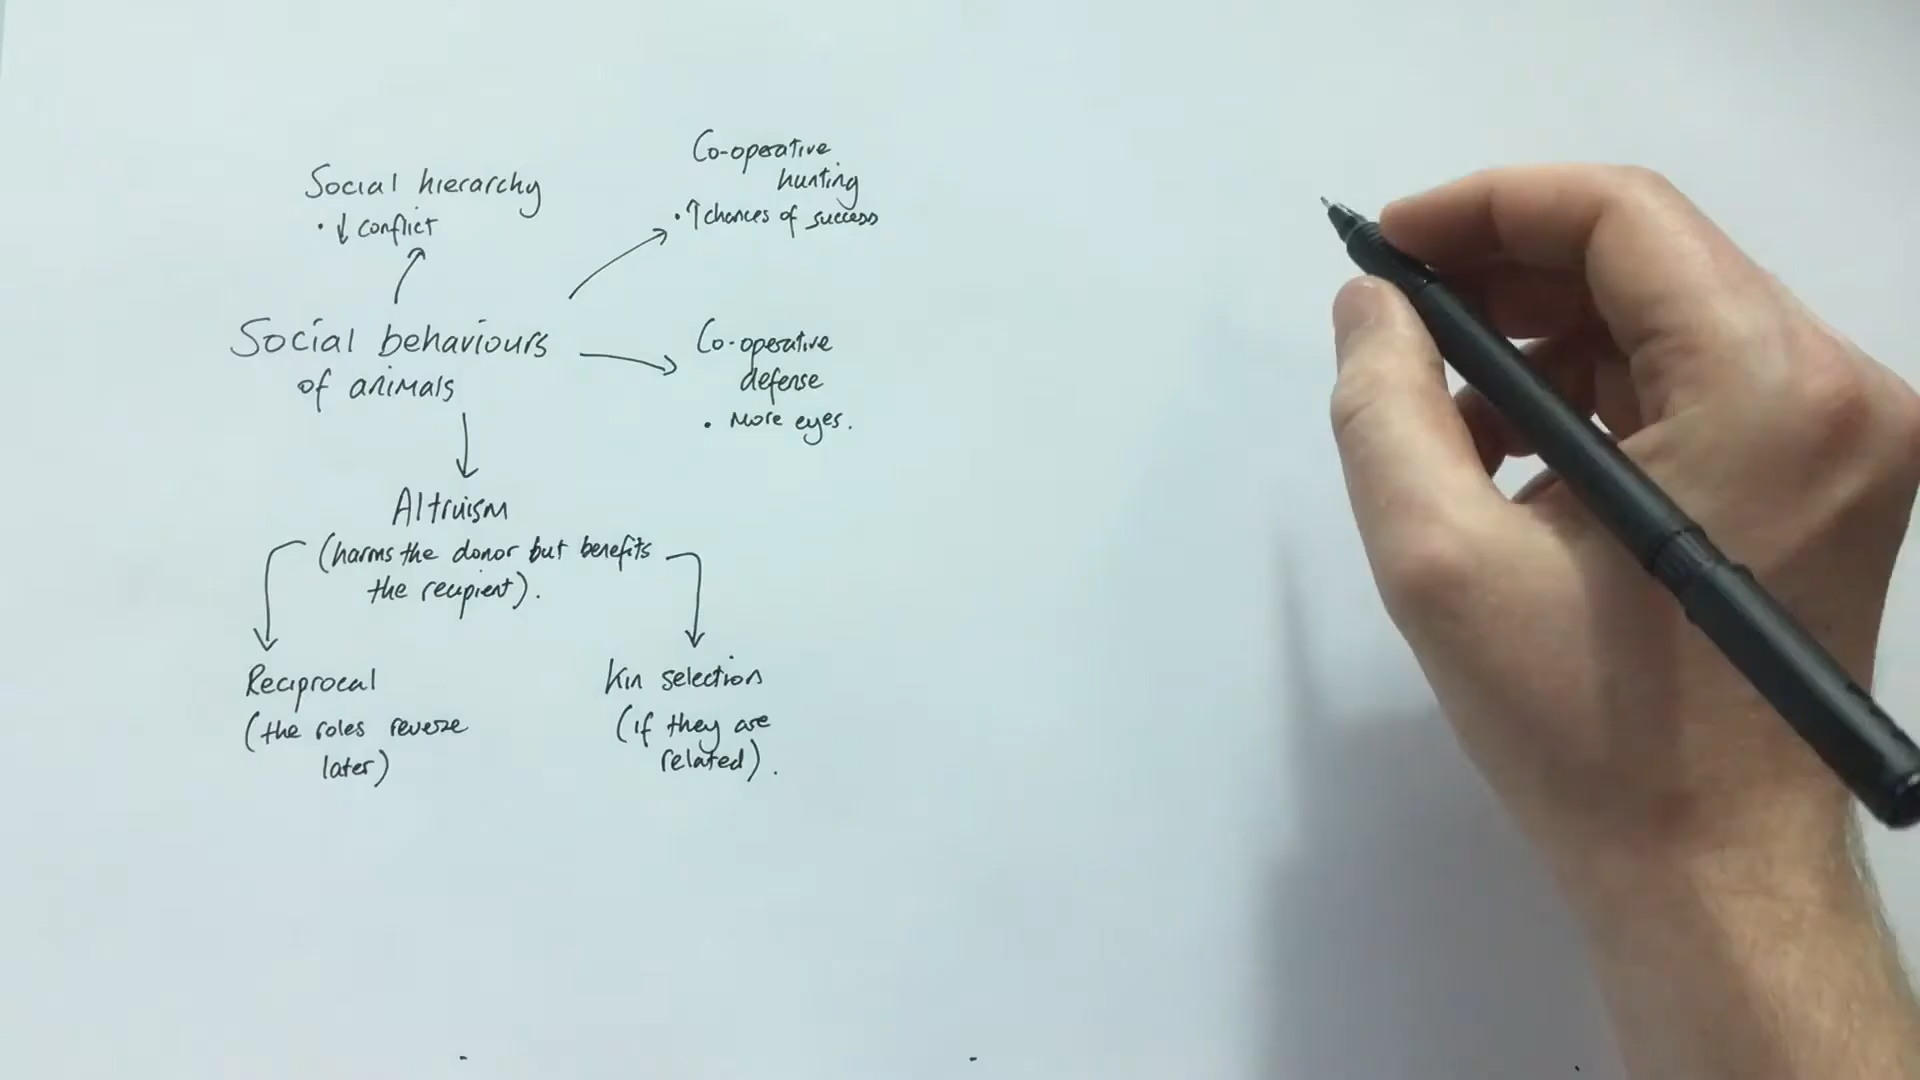 Social hierarchy
• ↓ conflict
Co-operative
hunting
• ↑ chances of success
Social behaviours
of animals
Co-operative
defense
• More eyes.
Altruism
(harms the donor but benefits
the recipient).
Reciprocal
(the roles reverse
later)
Kin selection
(if they are
related).